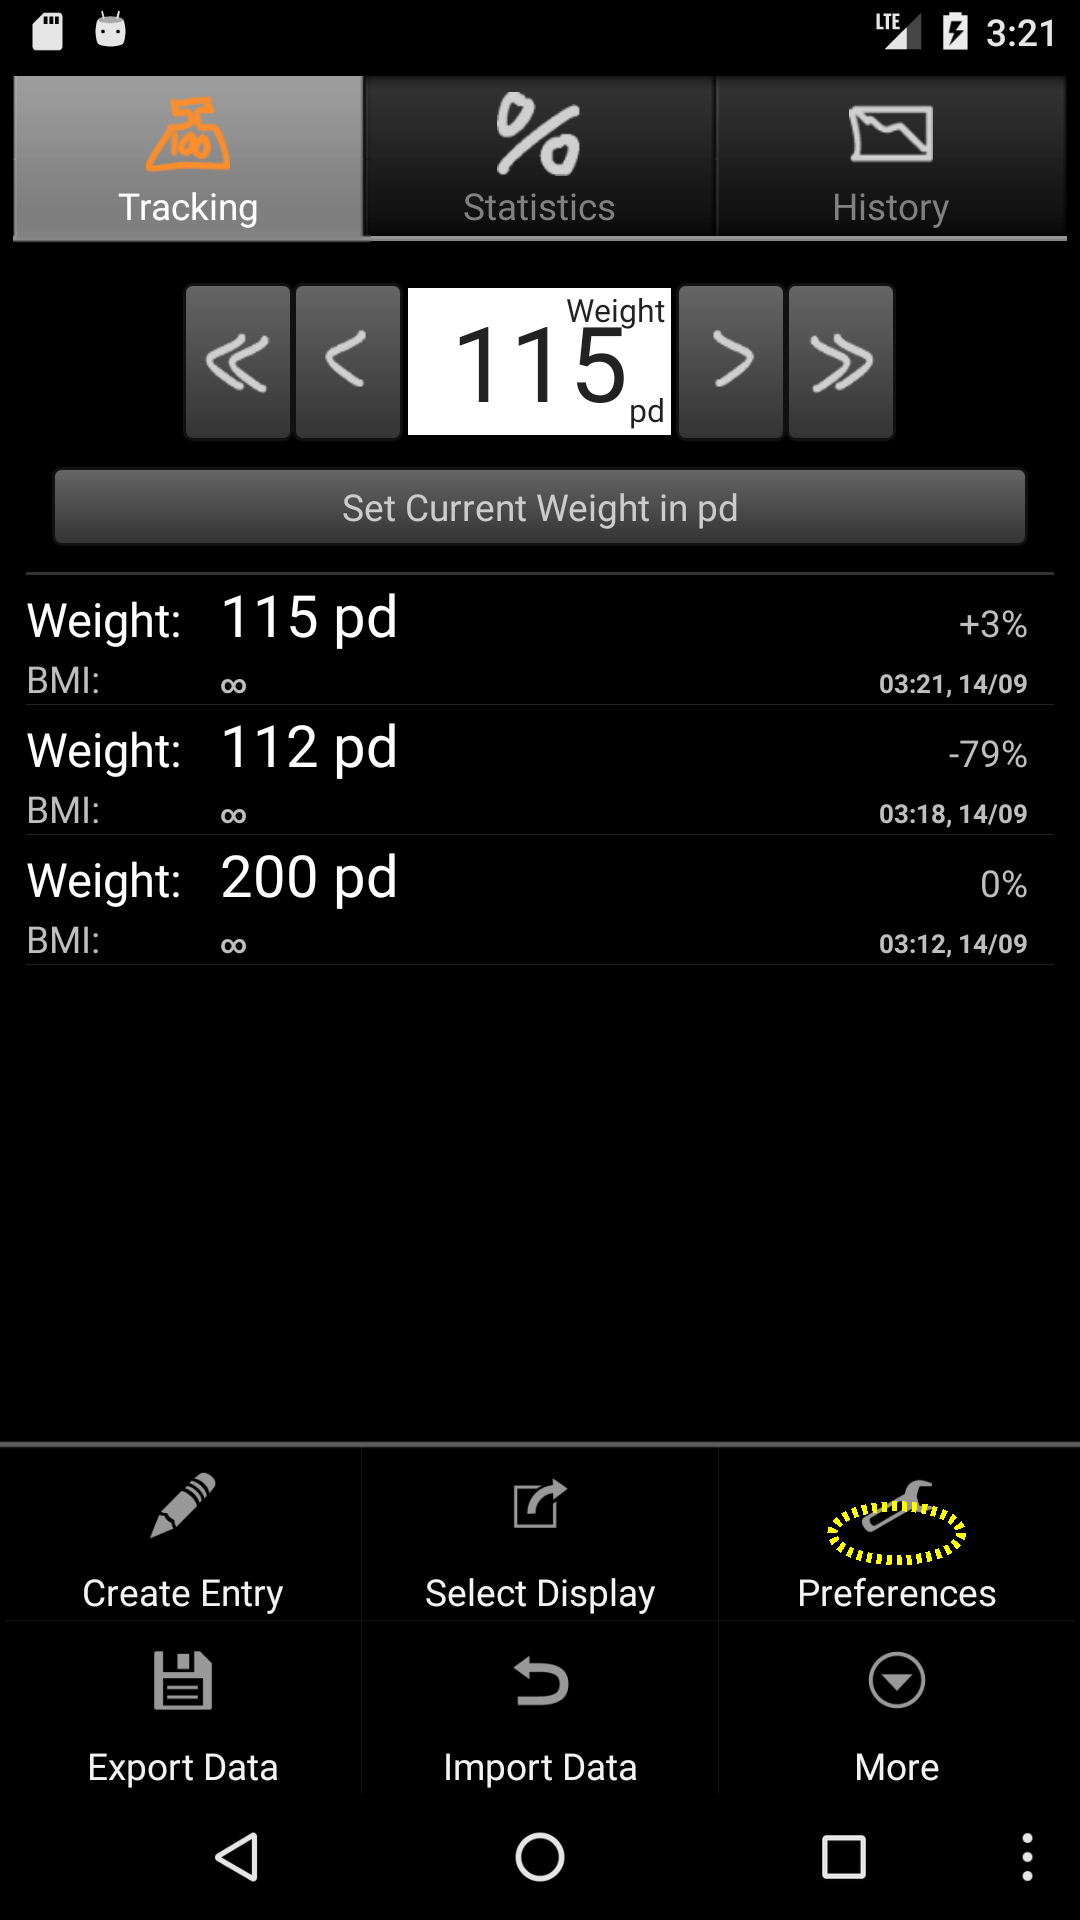 LTE 3:21
100
Tracking
Statistics
History
Weight
115
pd
Set Current Weight in pd
Weight: 115 pd +3%
BMI: ∞ 03:21, 14/09
Weight: 112 pd -79%
BMI: ∞ 03:18, 14/09
Weight: 200 pd 0%
BMI: ∞ 03:12, 14/09
Create Entry
Select Display
Preferences
Export Data
Import Data
More